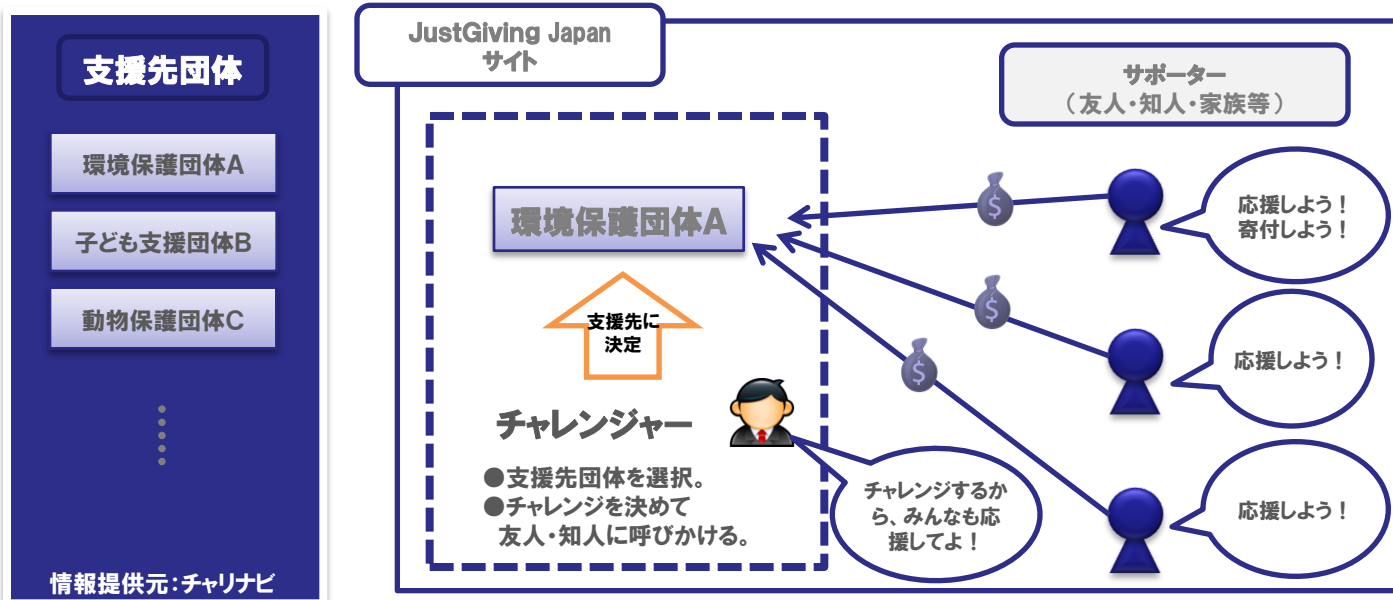 支援先団体
環境保護団体A
子ども支援団体B
動物保護団体C
情報提供元:チャリナビ
JustGiving Japan
サイト
環境保護団体A
支援先に
決定
チャレンジャー
●支援先団体を選択。
●チャレンジを決めて
友人・知人に呼びかける。
チャレンジするか
ら、みんなも応
援してよ！
サポーター
（友人・知人・家族等）
応援しよう！
寄付しよう！
応援しよう！
応援しよう！
$
$
$